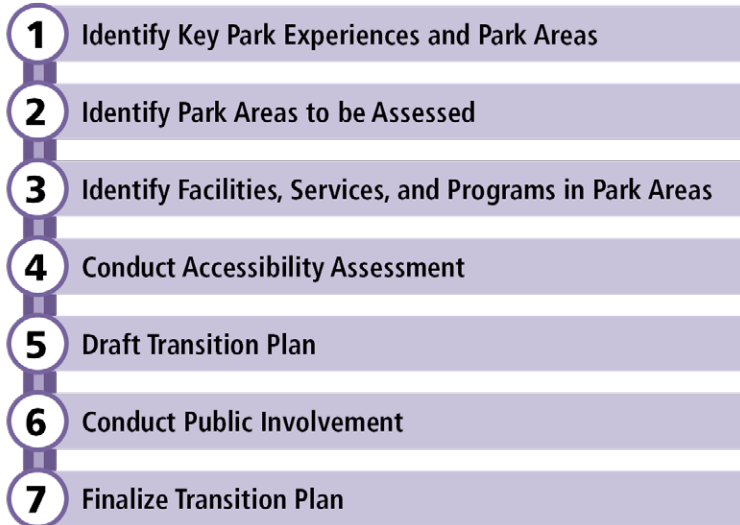 1 Identify Key Park Experiences and Park Areas
2 Identify Park Areas to be Assessed
3 Identify Facilities, Services, and Programs in Park Areas
4 Conduct Accessibility Assessment
5 Draft Transition Plan
6 Conduct Public Involvement
7 Finalize Transition Plan